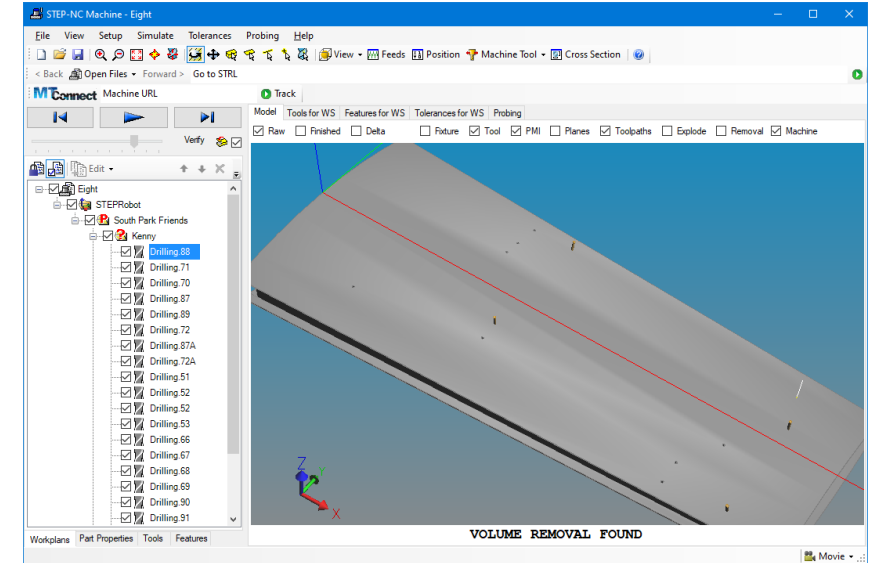 STEP-NC Machine - Eight
File View Setup Simulate Tolerances Probing Help
View Feeds Position Machine Tool Cross Section
< Back Open Files Forward > Go to STRL
MTConnect Machine URL Track
Model Tools for WS Features for WS Tolerances for WS Probing
Verify
Raw Finished Delta Fixture Tool PMI Planes Toolpaths Explode Removal Machine
Edit
Eight
STEPRobot
South Park Friends
Kenny
Drilling.88
Drilling.71
Drilling.70
Drilling.87
Drilling.89
Drilling.72
Drilling.87A
Drilling.72A
Drilling.51
Drilling.52
Drilling.52
Drilling.53
Drilling.66
Drilling.67
Drilling.68
Drilling.69
Drilling.90
Drilling.91
Z
X
VOLUME REMOVAL FOUND
Workplans Part Properties Tools Features
Movie